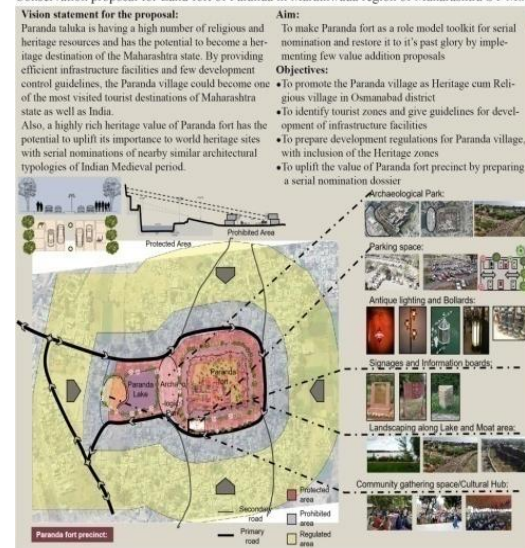 Vision statement for the proposal:
Paranda taluka is having a high number of religious and
heritage resources and has the potential to become a her-
itage destination of the Maharashtra state. By providing
efficient infrastructure facilities and few development
control guidelines, the Paranda village could become one
of the most visited tourist destinations of Maharashtra
state as well as India.
Also, a highly rich heritage value of Paranda fort has the
potential to uplift its importance to world heritage sites
with serial nominations of nearby similar architectural
typologies of Indian Medieval period.
Aim:
To make Paranda fort as a role model toolkit for serial
nomination and restore it to it's past glory by imple-
menting few value addition proposals
Objectives:
•To promote the Paranda village as Heritage cum Reli-
gious village in Osmanabad district
•To identify tourist zones and give guidelines for devel-
opment of infrastructure facilities
•To prepare development regulations for Paranda village,
with inclusion of the Heritage zones
•To uplift the value of Paranda fort precinct by preparing
a serial nomination dossier
Protected Area
Prohibited Area
Archaeological Park:
Parking space:
Antique lighting and Bollards:
Signages and Information boards:
Landscaping along Lake and Moat area:
Community gathering space/Cultural Hub:
Paranda
Lake
Paranda
Secondary
road
Primary
road
Protected
area
Prohibited
area
Regulated
area
Paranda fort precinct: